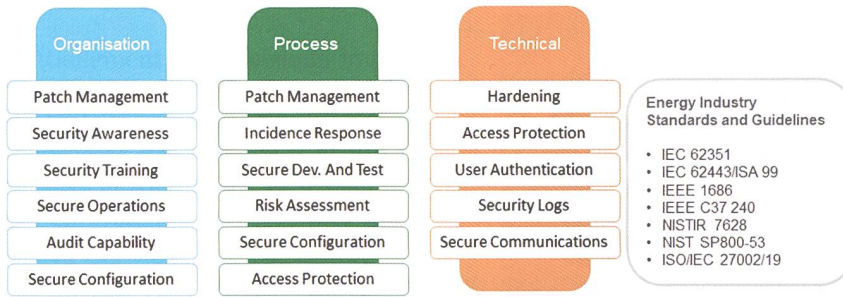 Organisation
Patch Management
Security Awareness
Security Training
Secure Operations
Audit Capability
Secure Configuration
Process
Patch Management
Incidence Response
Secure Dev. And Test
Risk Assessment
Secure Configuration
Access Protection
Technical
Hardening
Access Protection
User Authentication
Security Logs
Secure Communications
Energy Industry
Standards and Guidelines
• IEC 62351
• IEC 62443/ISA 99
• IEEE 1686
• IEEE C37 240
• NISTIR 7628
• NIST SP800-53
• ISO/IEC 27002/19